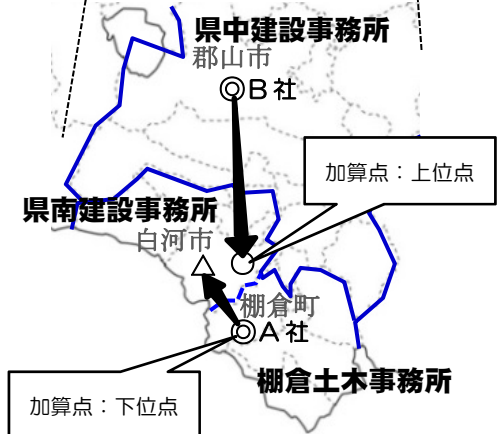 県中建設事務所
郡山市
◎B社
加算点：上位点
県南建設事務所
白河市
△ ○
棚倉町
◎A社
棚倉土木事務所
加算点：下位点